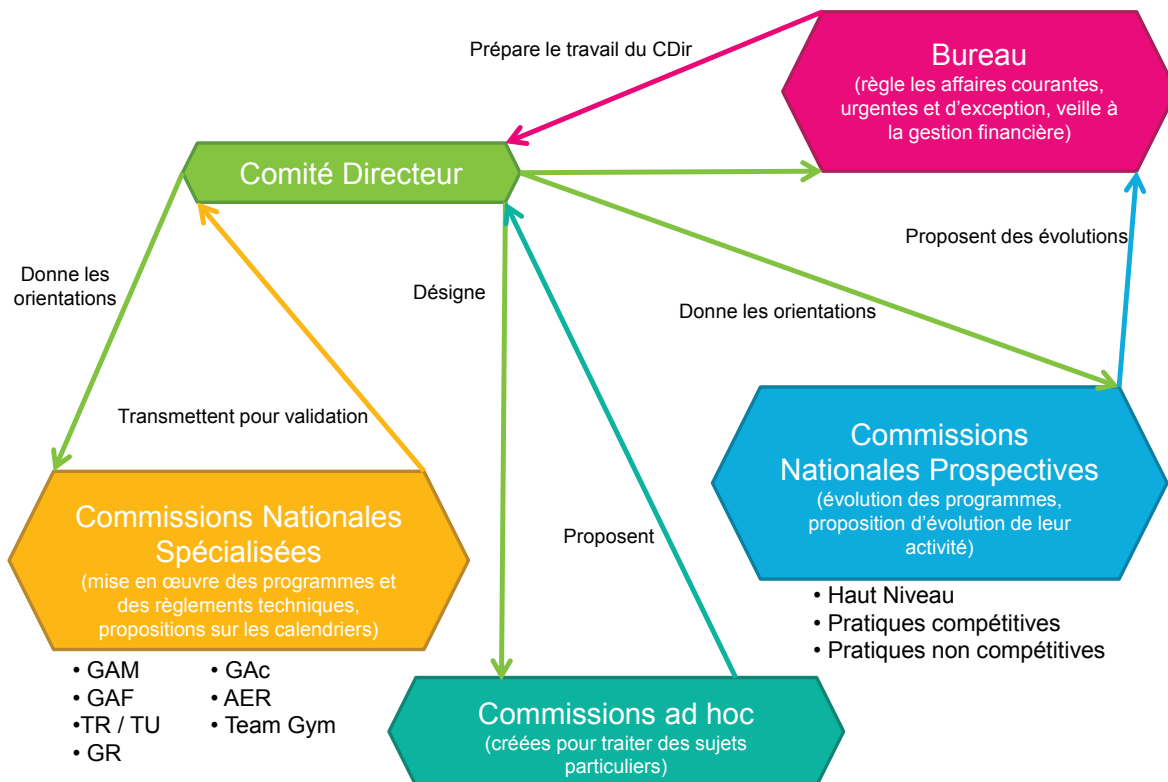 Prépare le travail du CDir
Bureau
(règle les affaires courantes,
urgentes et d’exception, veille à
la gestion financière)
Comité Directeur
Donne les
orientations
Désigne
Proposent des évolutions
Donne les orientations
Transmettent pour validation
Proposent
Commissions Nationales
Spécialisées
(mise en œuvre des programmes et
des règlements techniques,
propositions sur les calendriers)
• GAM
• GAF
•TR / TU
• GR
• GAc
• AER
• Team Gym
Commissions
Nationales Prospectives
(évolution des programmes,
proposition d’évolution de leur
activité)
• Haut Niveau
• Pratiques compétitives
• Pratiques non compétitives
Commissions ad hoc
(créées pour traiter des sujets
particuliers)